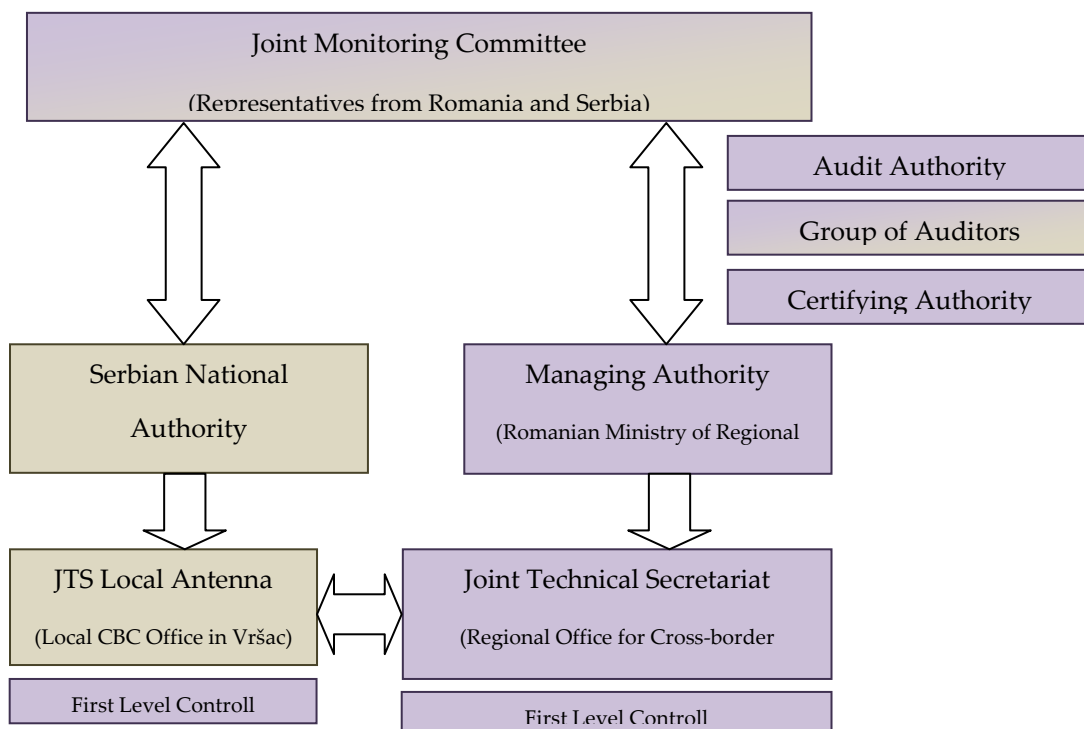 Joint Monitoring Committee
(Representatives from Romania and Serbia)
Audit Authority
Group of Auditors
Certifying Authority
Serbian National
Authority
Managing Authority
(Romanian Ministry of Regional
JTS Local Antenna
(Local CBC Office in Vršac)
Joint Technical Secretariat
(Regional Office for Cross-border
First Level Controll
First Level Controll